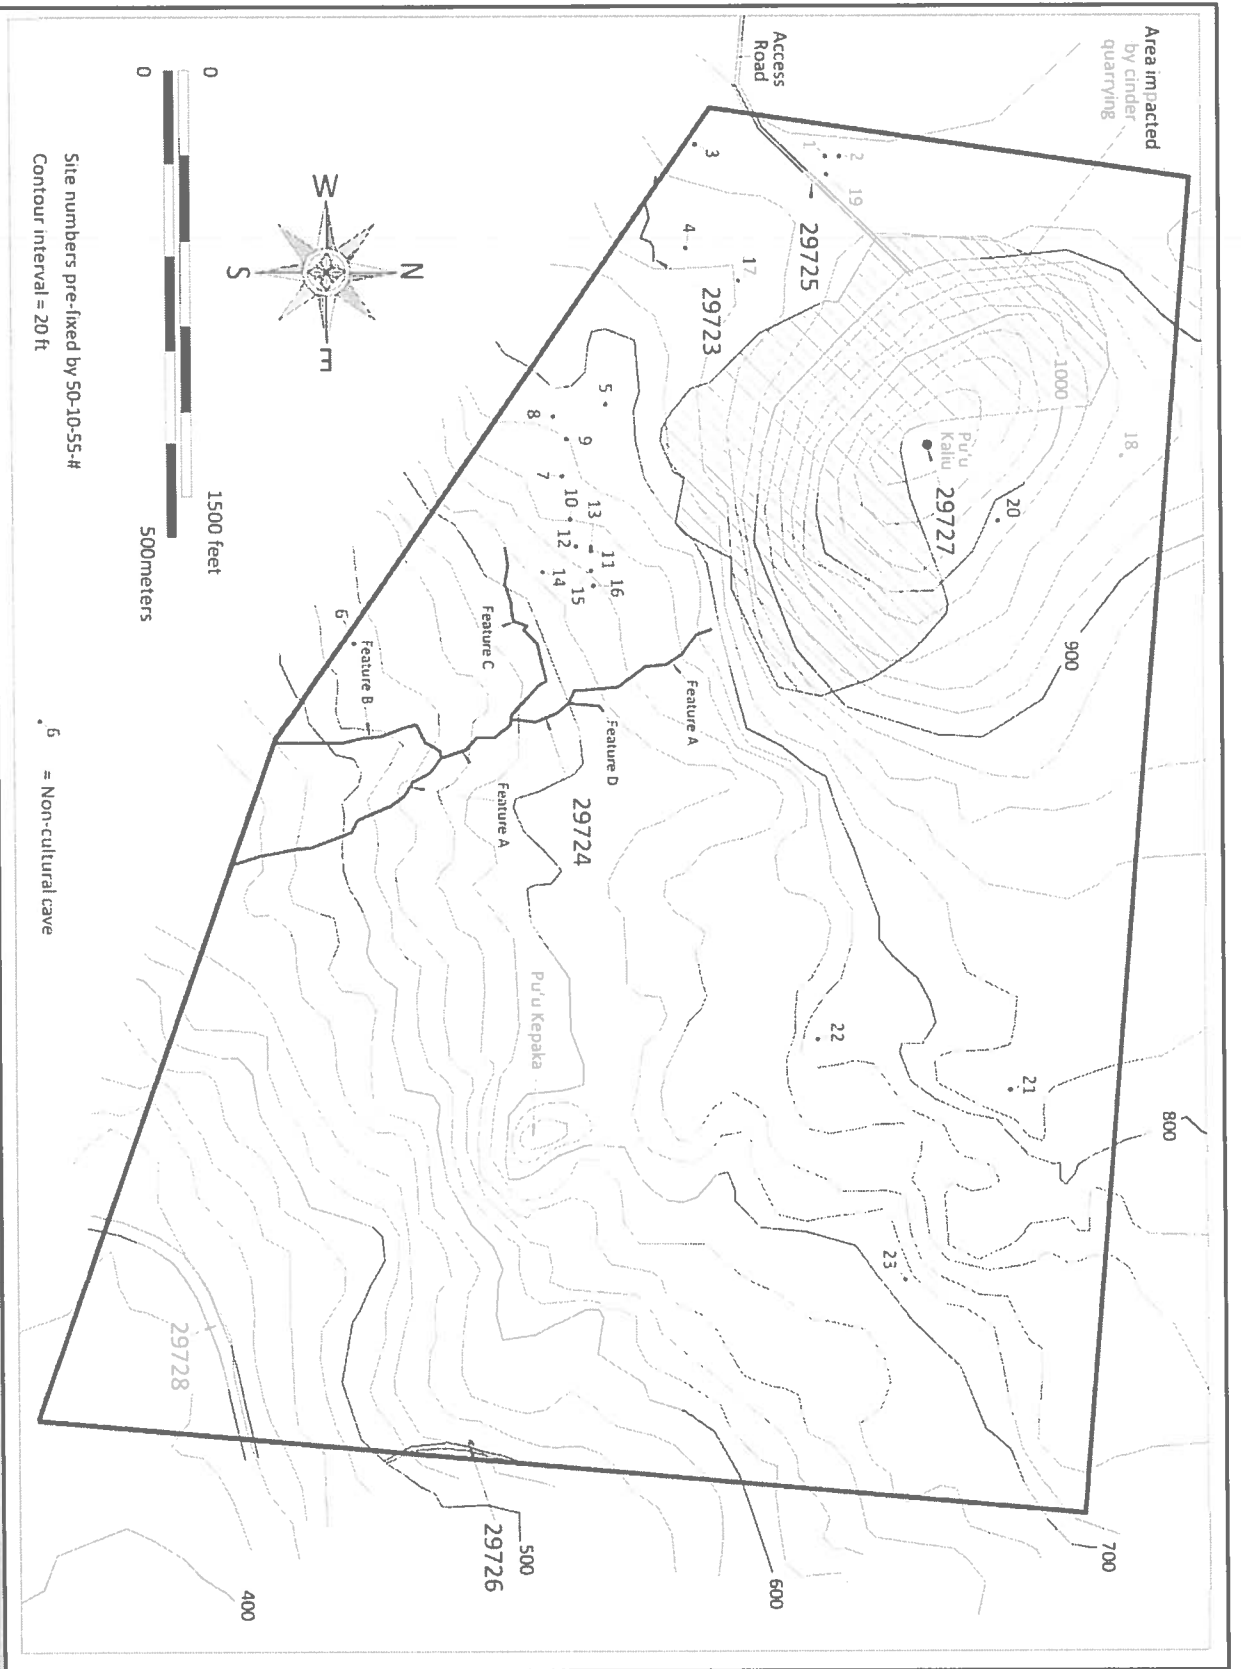 Area impacted
by cinder
quarrying
Access
Road
1
2
19
3
29725
4
17
29723
1000
18
Pu'u
Kaliu
29727
20
900
5
8
9
7
10
13
12
11
16
14
15
Feature C
6
Feature B
Feature A
Feature D
Feature A
29724
Pu'u Kepaka
22
21
800
23
29728
29726
500
400
600
700
N
W
E
S
0
1500 feet
0
500meters
Site numbers pre-fixed by 50-10-55-#
Contour interval = 20 ft
6 = Non-cultural cave